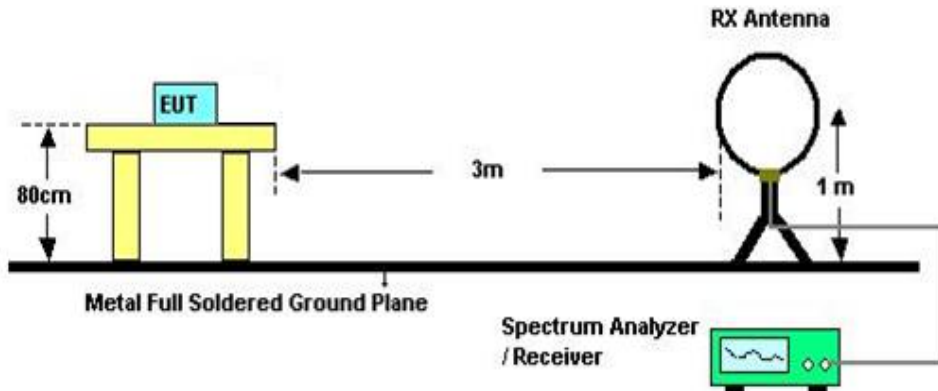 RX Antenna
EUT
80cm
3m
1 m
Metal Full Soldered Ground Plane
Spectrum Analyzer
/ Receiver